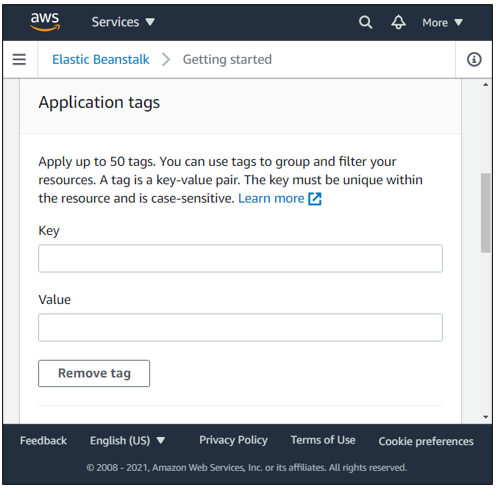 aws Services More
Elastic Beanstalk Getting started
Application tags
Apply up to 50 tags. You can use tags to group and filter your
resources. A tag is a key-value pair. The key must be unique within
the resource and is case-sensitive. Learn more
Key
Value
Remove tag
Feedback English (US) Privacy Policy Terms of Use Cookie preferences
© 2008 - 2021, Amazon Web Services, Inc. or its affiliates. All rights reserved.